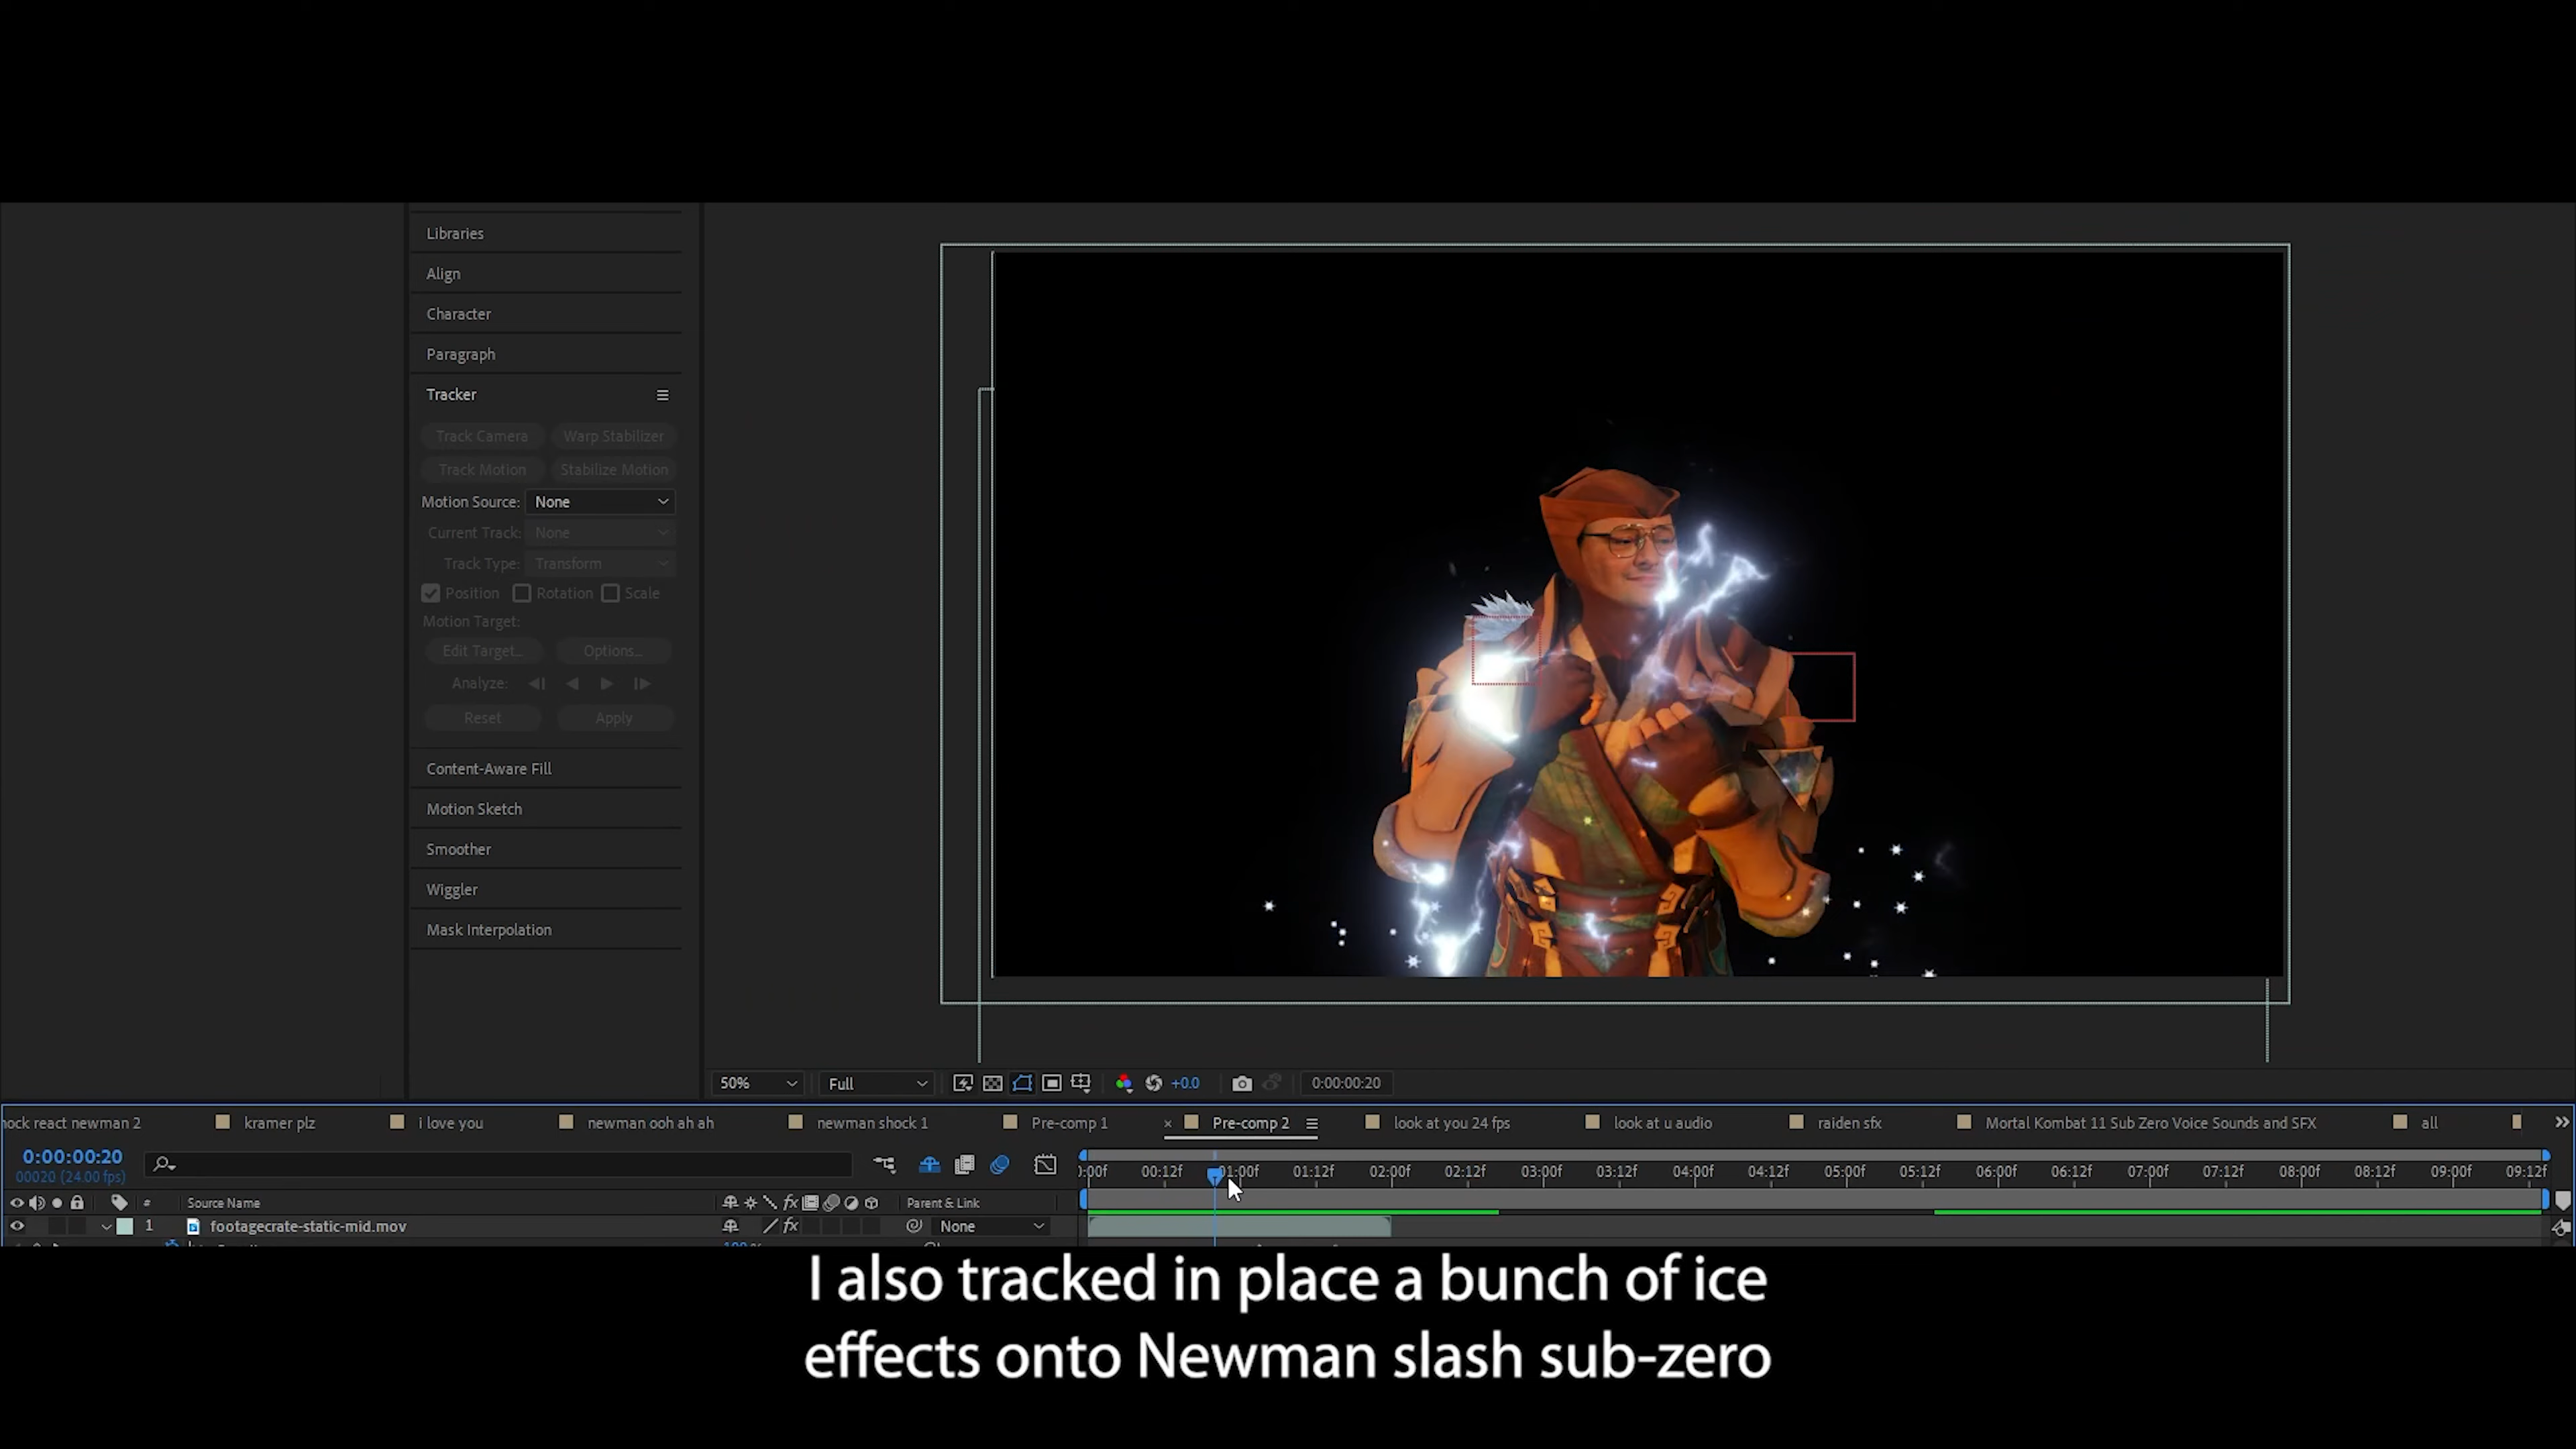 Libraries
Align
Character
Paragraph
Tracker
Track Camera Warp Stabilizer
Track Motion Stabilize Motion
Motion Source: None
Current Track: None
Track Type: Transform
Position Rotation Scale
Motion Target:
Edit Target... Options...
Analyze:
Reset Apply
Content-Aware Fill
Motion Sketch
Smoother
Wiggler
Mask Interpolation
50% Full +0.0 0:00:00:20
hock react newman 2 kramer plz i love you newman ooh ah ah newman shock 1 Pre-comp 1 × Pre-comp 2 look at you 24 fps look at u audio raiden sfx Mortal Kombat 11 Sub Zero Voice Sounds and SFX all
0:00:00:20
00020 (24.00 fps)
:00f 00:12f 01:00f 01:12f 02:00f 02:12f 03:00f 03:12f 04:00f 04:12f 05:00f 05:12f 06:00f 06:12f 07:00f 07:12f 08:00f 08:12f 09:00f 09:12f
# Source Name fx Parent & Link
1 footagecrate-static-mid.mov fx None
I also tracked in place a bunch of ice
effects onto Newman slash sub-zero